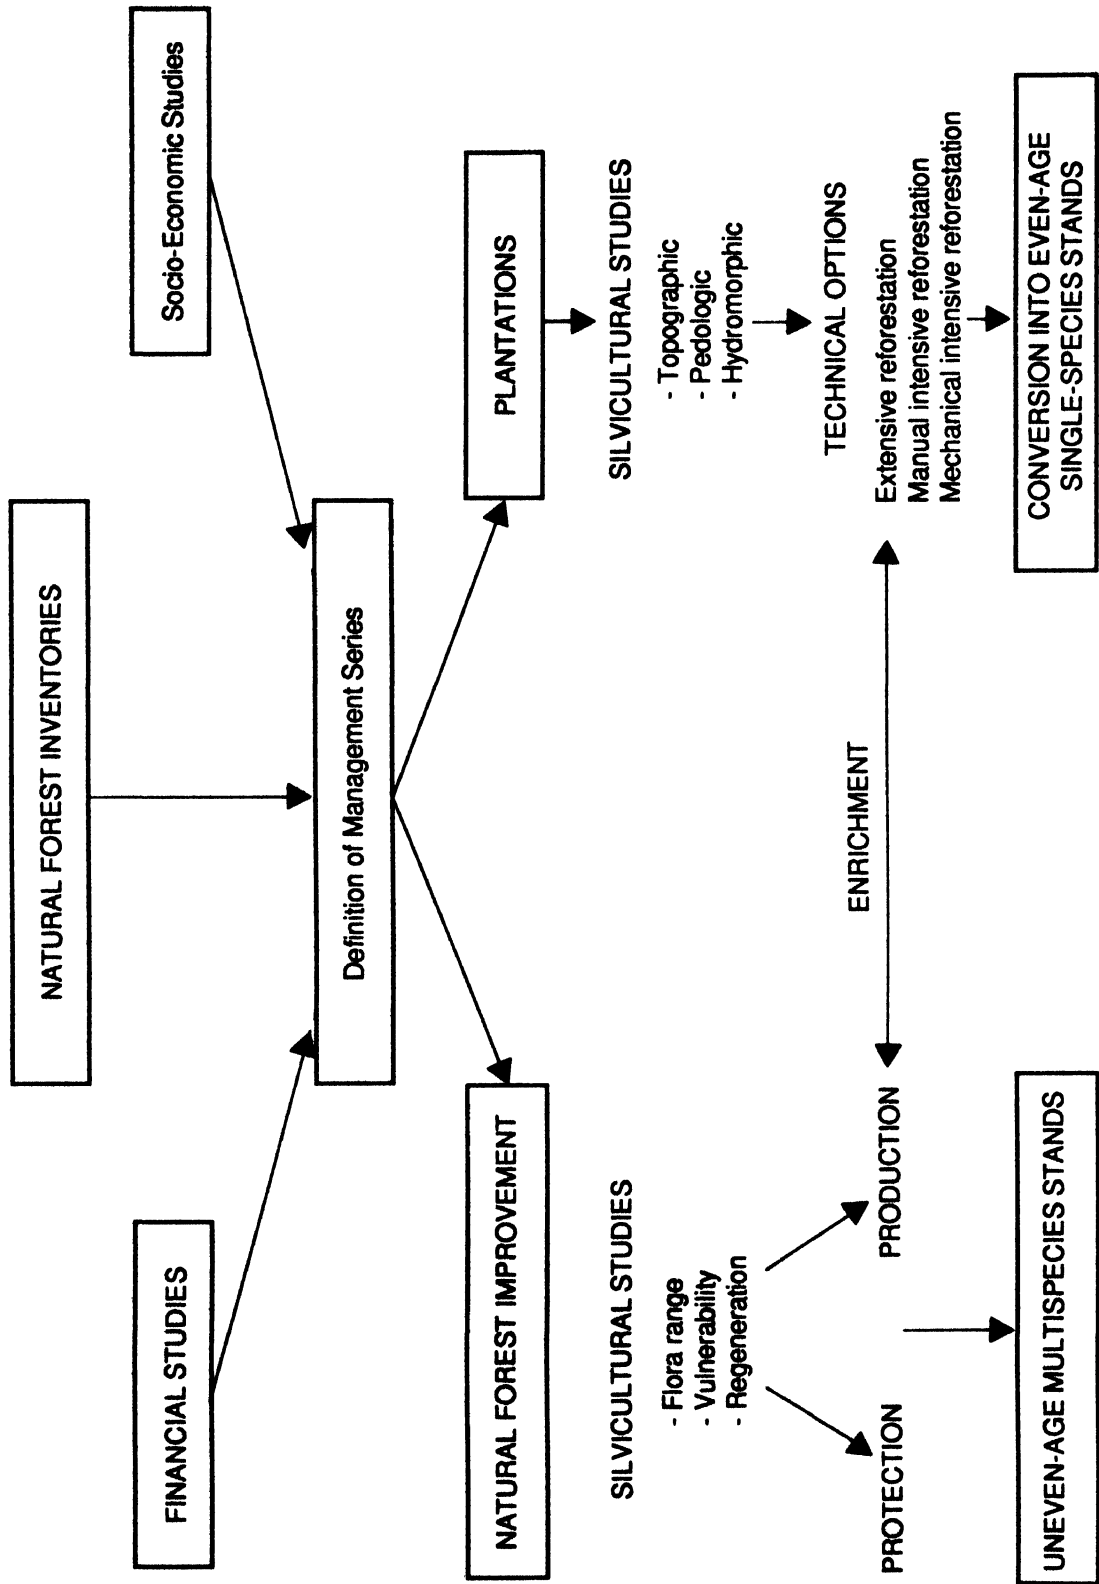 NATURAL FOREST INVENTORIES
FINANCIAL STUDIES
Socio-Economic Studies
Definition of Management Series
NATURAL FOREST IMPROVEMENT
PLANTATIONS
SILVICULTURAL STUDIES
- Flora range
- Vulnerability
- Regeneration
SILVICULTURAL STUDIES
- Topographic
- Pedologic
- Hydromorphic
PROTECTION
PRODUCTION
ENRICHMENT
TECHNICAL OPTIONS
Extensive reforestation
Manual intensive reforestation
Mechanical intensive reforestation
UNEVEN-AGE MULTISPECIES STANDS
CONVERSION INTO EVEN-AGE
SINGLE-SPECIES STANDS